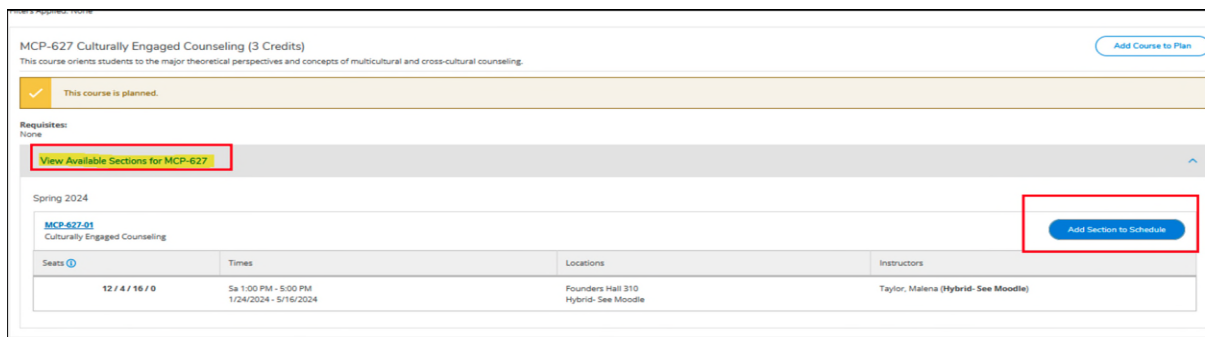 Filters Applied: None
MCP-627 Culturally Engaged Counseling (3 Credits)
Add Course to Plan
This course orients students to the major theoretical perspectives and concepts of multicultural and cross-cultural counseling.
This course is planned.
Requisites:
None
View Available Sections for MCP-627
Spring 2024
MCP-627-01
Culturally Engaged Counseling
Add Section to Schedule
Seats Times Locations Instructors
12 / 4 / 16 / 0 Sa 1:00 PM - 5:00 PM Founders Hall 310 Taylor, Malena (Hybrid- See Moodle)
1/24/2024 - 5/16/2024 Hybrid- See Moodle